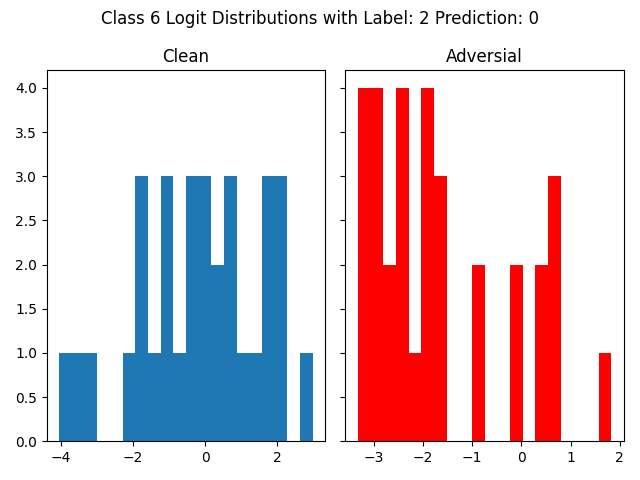 Class 6 Logit Distributions with Label: 2 Prediction: 0
Clean
Adversial
4.0
3.5
3.0
2.5
2.0
1.5
1.0
0.5
0.0
−4 −2 0 2
−3 −2 −1 0 1 2